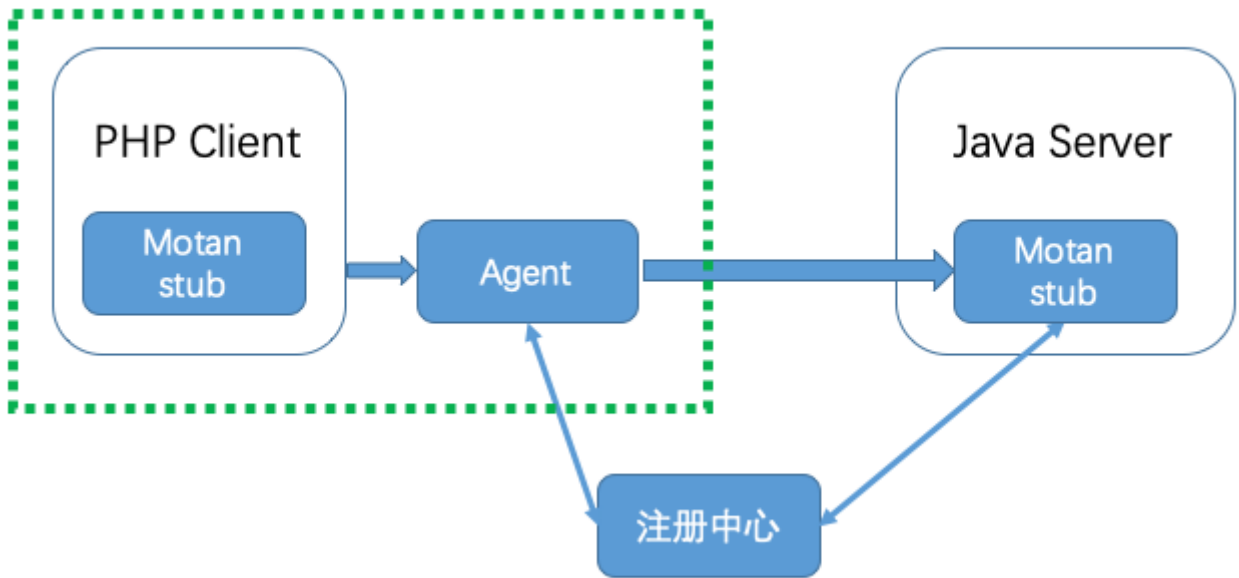 PHP Client
Motan
stub
Agent
Java Server
Motan
stub
注册中心